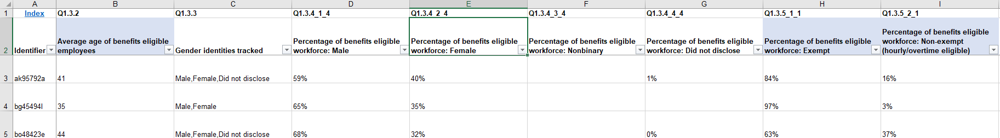 A B C D E F G H I
1 Index Q1.3.2 Q1.3.3 Q1.3.4_1_4 Q1.3.4_2_4 Q1.3.4_3_4 Q1.3.4_4_4 Q1.3.5_1_1 Q1.3.5_2_1
Percentage of benefits eligible
Average age of benefits eligible Percentage of benefits eligible Percentage of benefits eligible Percentage of benefits eligible Percentage of benefits eligible Percentage of benefits eligible workforce: Non-exempt
2 Identifier employees Gender identities tracked workforce: Male workforce: Female workforce: Nonbinary workforce: Did not disclose workforce: Exempt (hourly/overtime eligible)
3 ak95792a 41 Male,Female,Did not disclose 59% 40% 1% 84% 16%
4 bg45494l 35 Male,Female 65% 35% 97% 3%
5 bo48423e 44 Male,Female,Did not disclose 68% 32% 0% 63% 37%